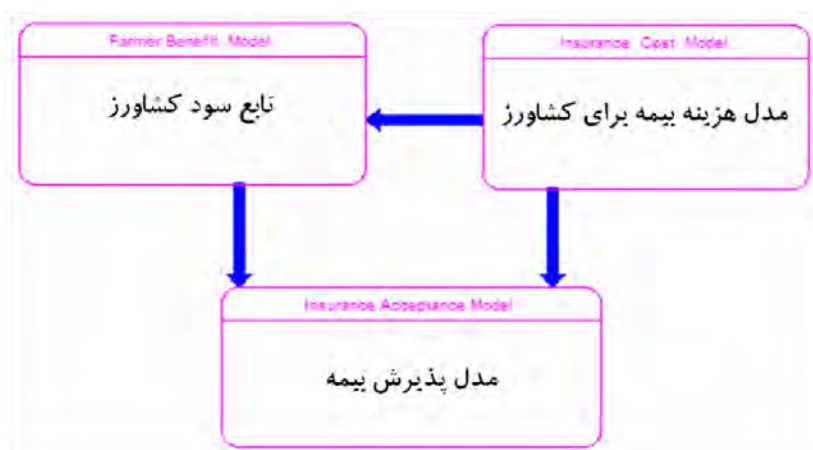 Farmer Benefit Model
Insurance Cost Model
تابع سود کشاورز
مدل هزینه بیمه برای کشاورز
Insurance Acceptance Model
مدل پذیرش بیمه